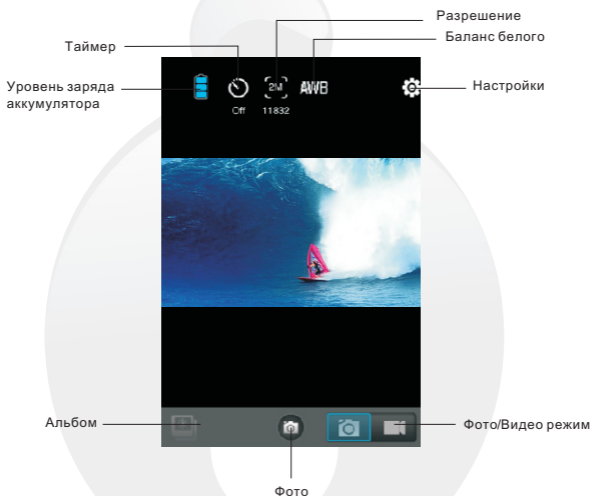 Разрешение
Баланс белого
Таймер
Уровень заряда
аккумулятора
Настройки
2M
AWB
Off
11832
Альбом
Фото/Видео режим
Фото